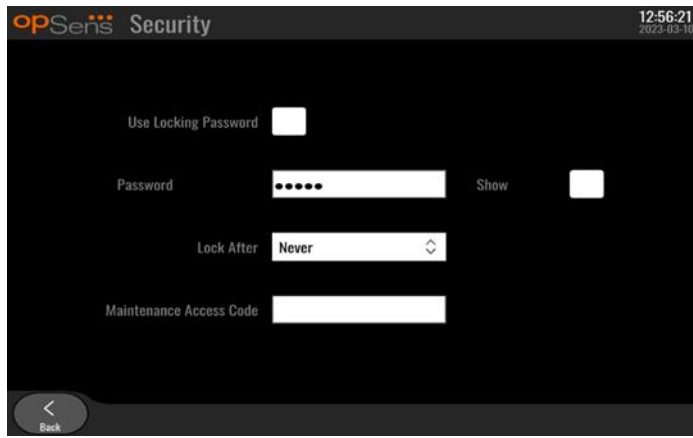 opSens Security
12:56:21
2023-03-10
Use Locking Password
Password ••••• Show
Lock After Never
Maintenance Access Code
Back